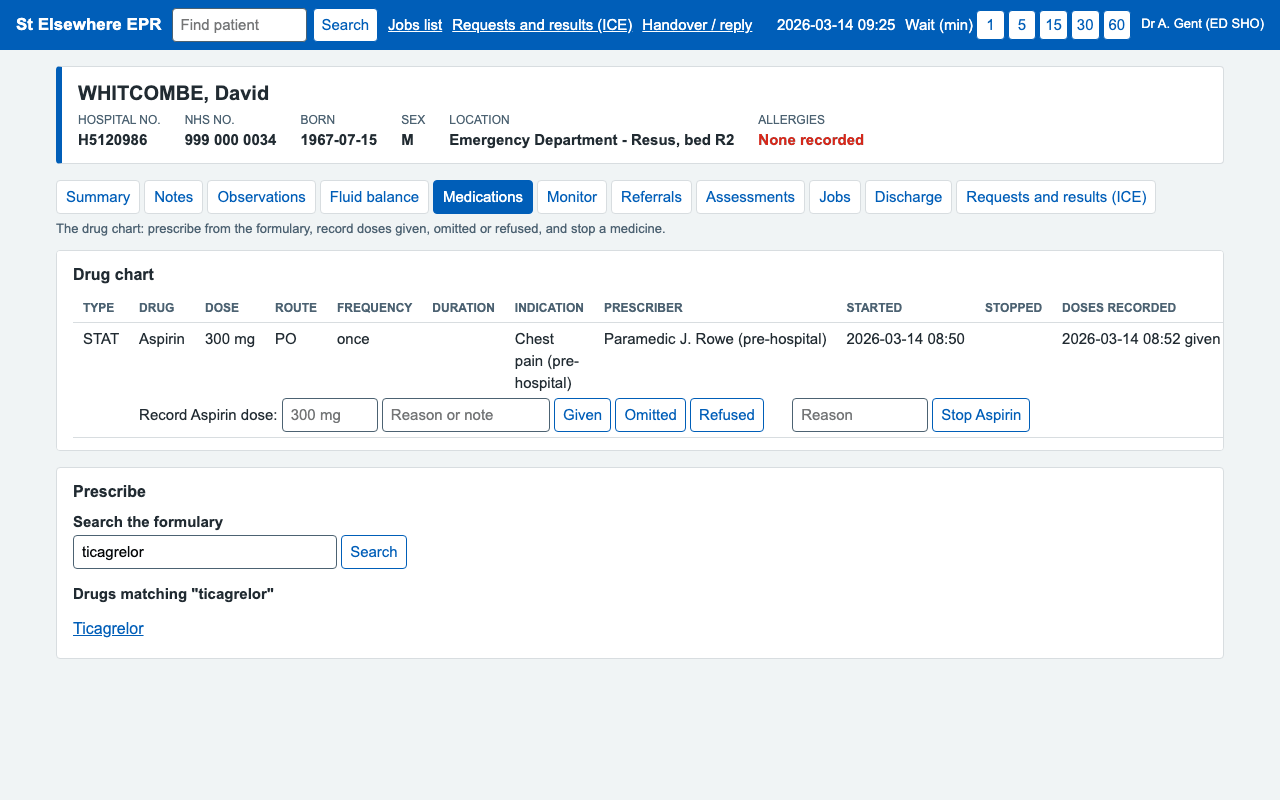 St Elsewhere EPR Find patient Search Jobs list Requests and results (ICE) Handover / reply 2026-03-14 09:25 Wait (min) 1 5 15 30 60 Dr A. Gent (ED SHO)
WHITCOMBE, David
HOSPITAL NO. NHS NO. BORN SEX LOCATION ALLERGIES
H5120986 999 000 0034 1967-07-15 M Emergency Department - Resus, bed R2 None recorded
Summary Notes Observations Fluid balance Medications Monitor Referrals Assessments Jobs Discharge Requests and results (ICE)
The drug chart: prescribe from the formulary, record doses given, omitted or refused, and stop a medicine.
Drug chart
TYPE DRUG DOSE ROUTE FREQUENCY DURATION INDICATION PRESCRIBER STARTED STOPPED DOSES RECORDED
STAT Aspirin 300 mg PO once Chest Paramedic J. Rowe (pre-hospital) 2026-03-14 08:50 2026-03-14 08:52 given
pain (pre-
hospital)
Record Aspirin dose: 300 mg Reason or note Given Omitted Refused Reason Stop Aspirin
Prescribe
Search the formulary
ticagrelor Search
Drugs matching "ticagrelor"
Ticagrelor